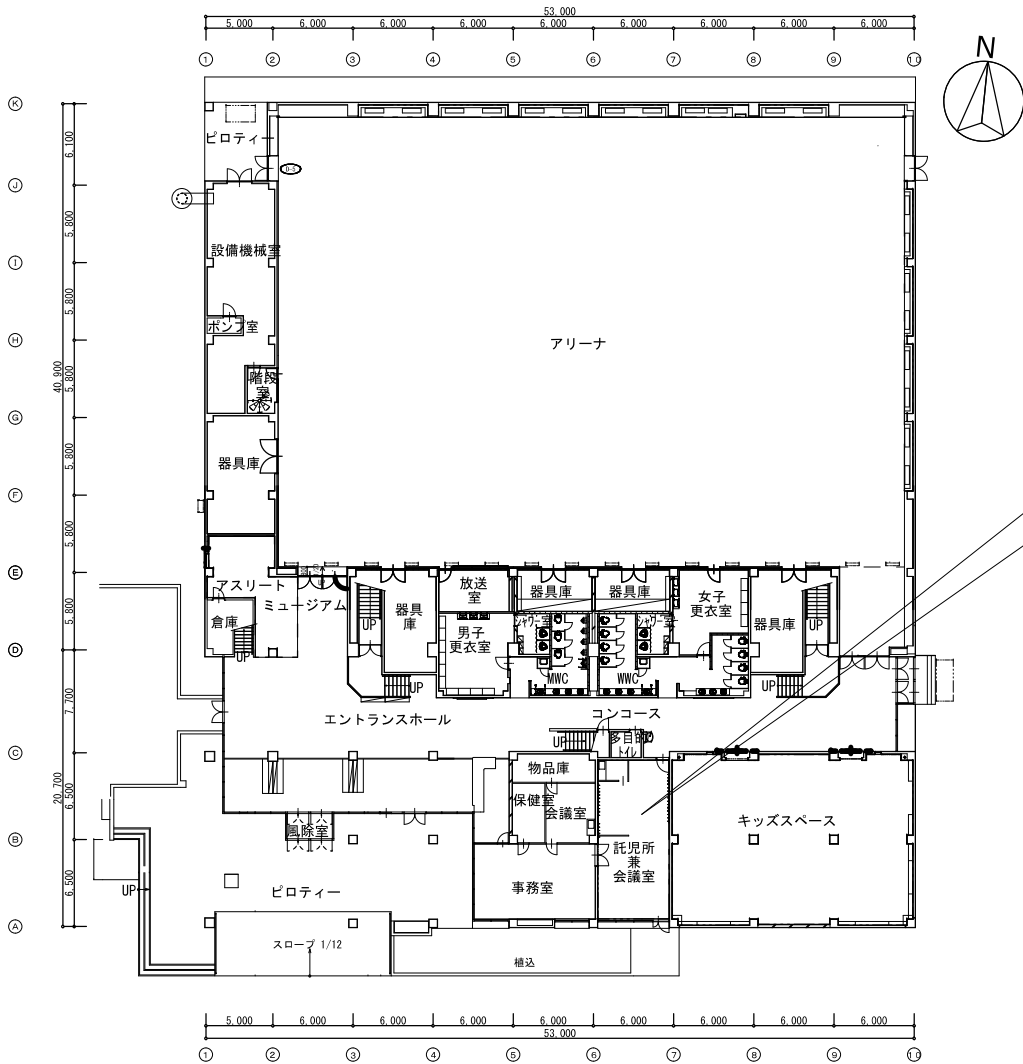 53,000
5,000 6,000 6,000 6,000 6,000 6,000 6,000 6,000 6,000
① ② ③ ④ ⑤ ⑥ ⑦ ⑧ ⑨ 10
N
K
ピロティー
6,100
D-5
J
5,800
設備機械室
I
5,800
ポンプ室
H
アリーナ
40,900
5,800
階段
室
G
5,800
器具庫
F
5,800
E
アスリート
ミュージアム
放送
室
器具庫
器具庫
女子
更衣室
5,800
倉庫
器具
庫
UP
シャワー室
シャワー室
男子
更衣室
器具庫
UP
D
UP
MWC
WWC
UP
UP
7,700
エントランスホール
コンコース
UP
多目的
トイレ
C
20,700
物品庫
6,500
保健室
会議室
風除室
キッズスペース
B
託児所
兼
会議室
UP
ピロティー
事務室
6,500
A
スロープ 1/12
植込
5,000 6,000 6,000 6,000 6,000 6,000 6,000 6,000 6,000
53,000
① ② ③ ④ ⑤ ⑥ ⑦ ⑧ ⑨ 10